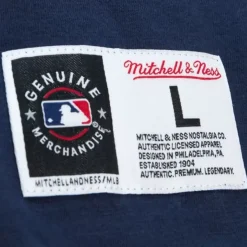 GENUINE
MERCHANDISE
MITCHELLANDNESS/MLB
Mitchell & Ness
L
MITCHELL & NESS NOSTALGIA CO.
AUTHENTIC LICENSED APPAREL
DESIGNED IN PHILADELPHIA, PA
ESTABLISHED 1904
AUTHENTIC. PREMIUM. LEGENDARY.